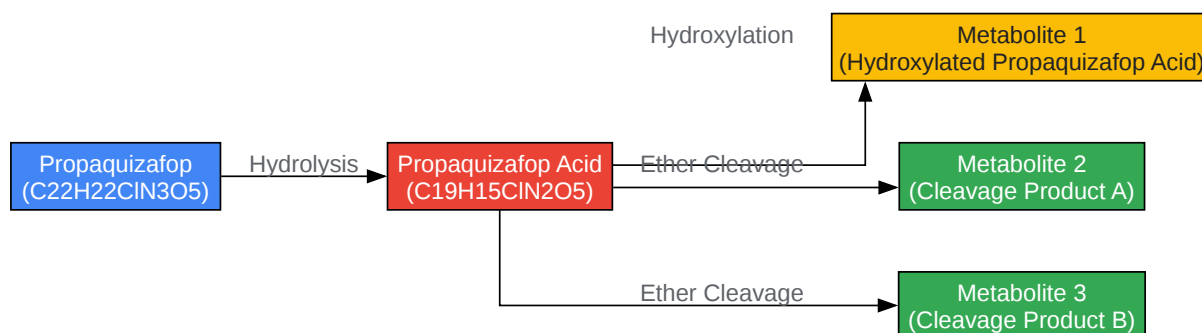 Hydroxylation
Metabolite 1
(Hydroxylated Propaquizafop Acid)
Propaquizafop
(C22H22ClN3O5)
Hydrolysis
Propaquizafop Acid
(C19H15ClN2O5)
Ether Cleavage
Metabolite 2
(Cleavage Product A)
Ether Cleavage
Metabolite 3
(Cleavage Product B)